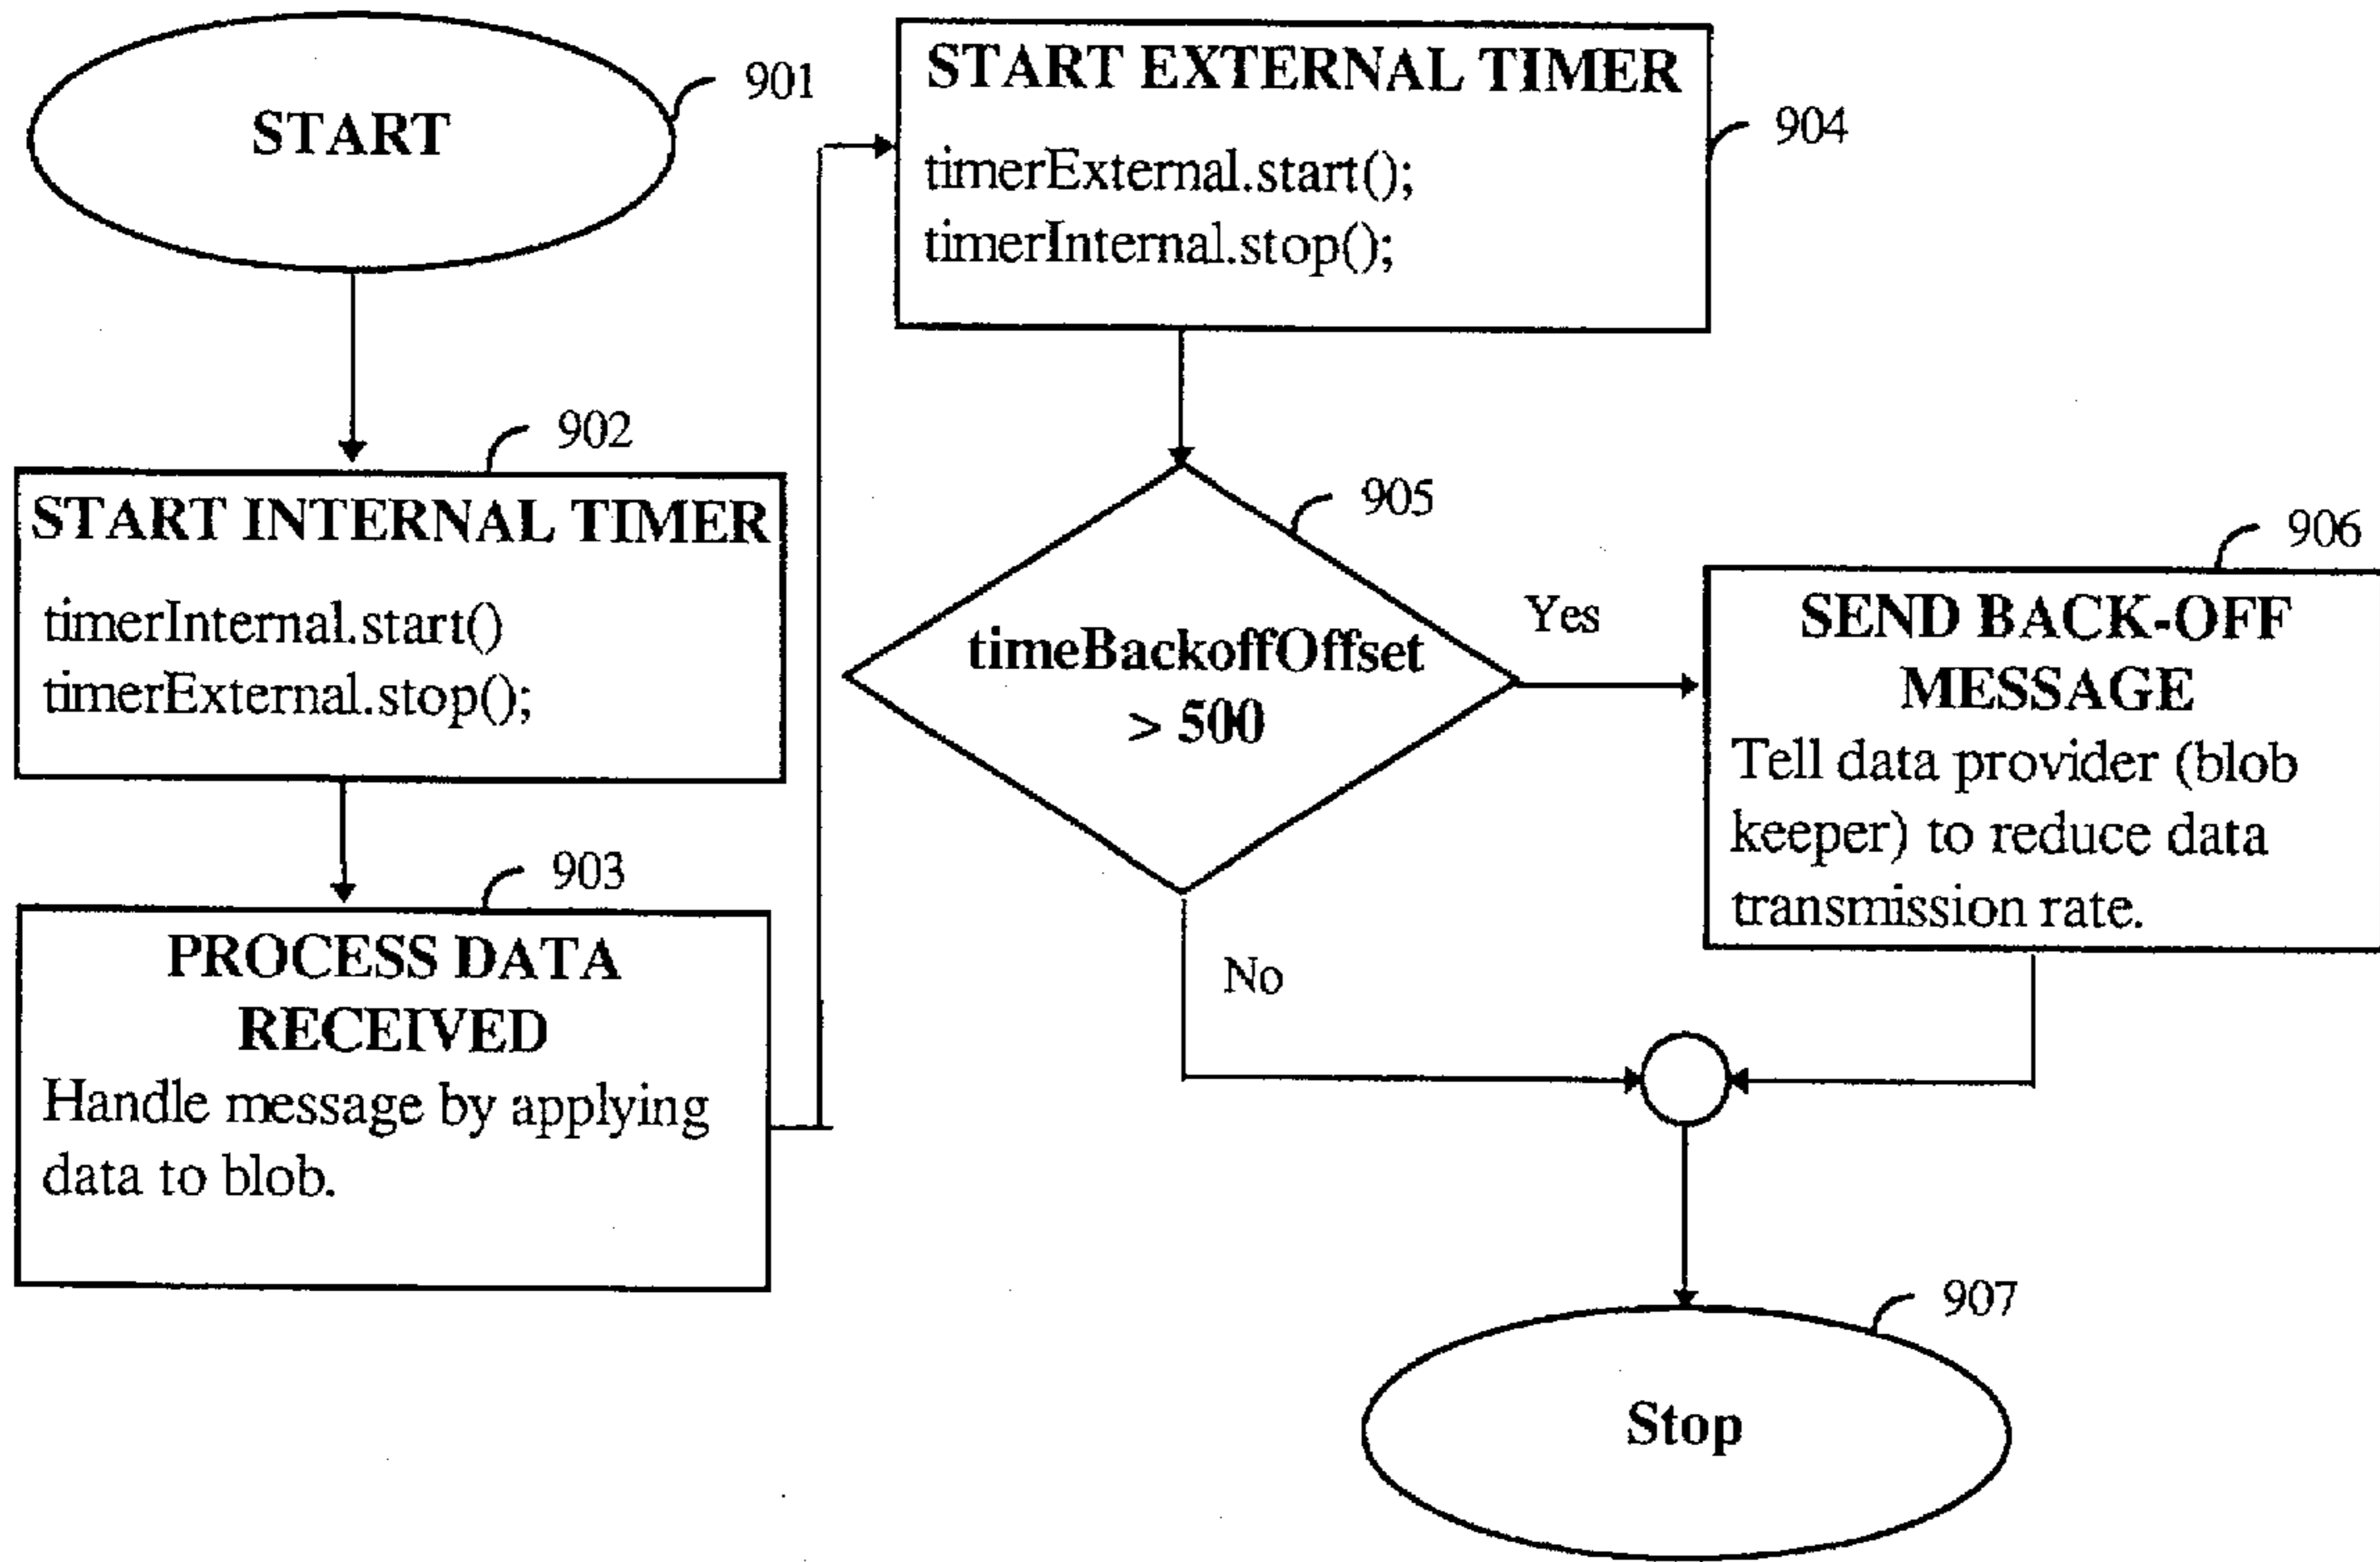 START
901
902
START INTERNAL TIMER
timerInternal.start()
timerExternal.stop();
903
PROCESS DATA
RECEIVED
Handle message by applying
data to blob.
START EXTERNAL TIMER
timerExternal.start();
timerInternal.stop();
904
905
timeBackoffOffset
> 500
Yes
No
906
SEND BACK-OFF
MESSAGE
Tell data provider (blob
keeper) to reduce data
transmission rate.
907
Stop